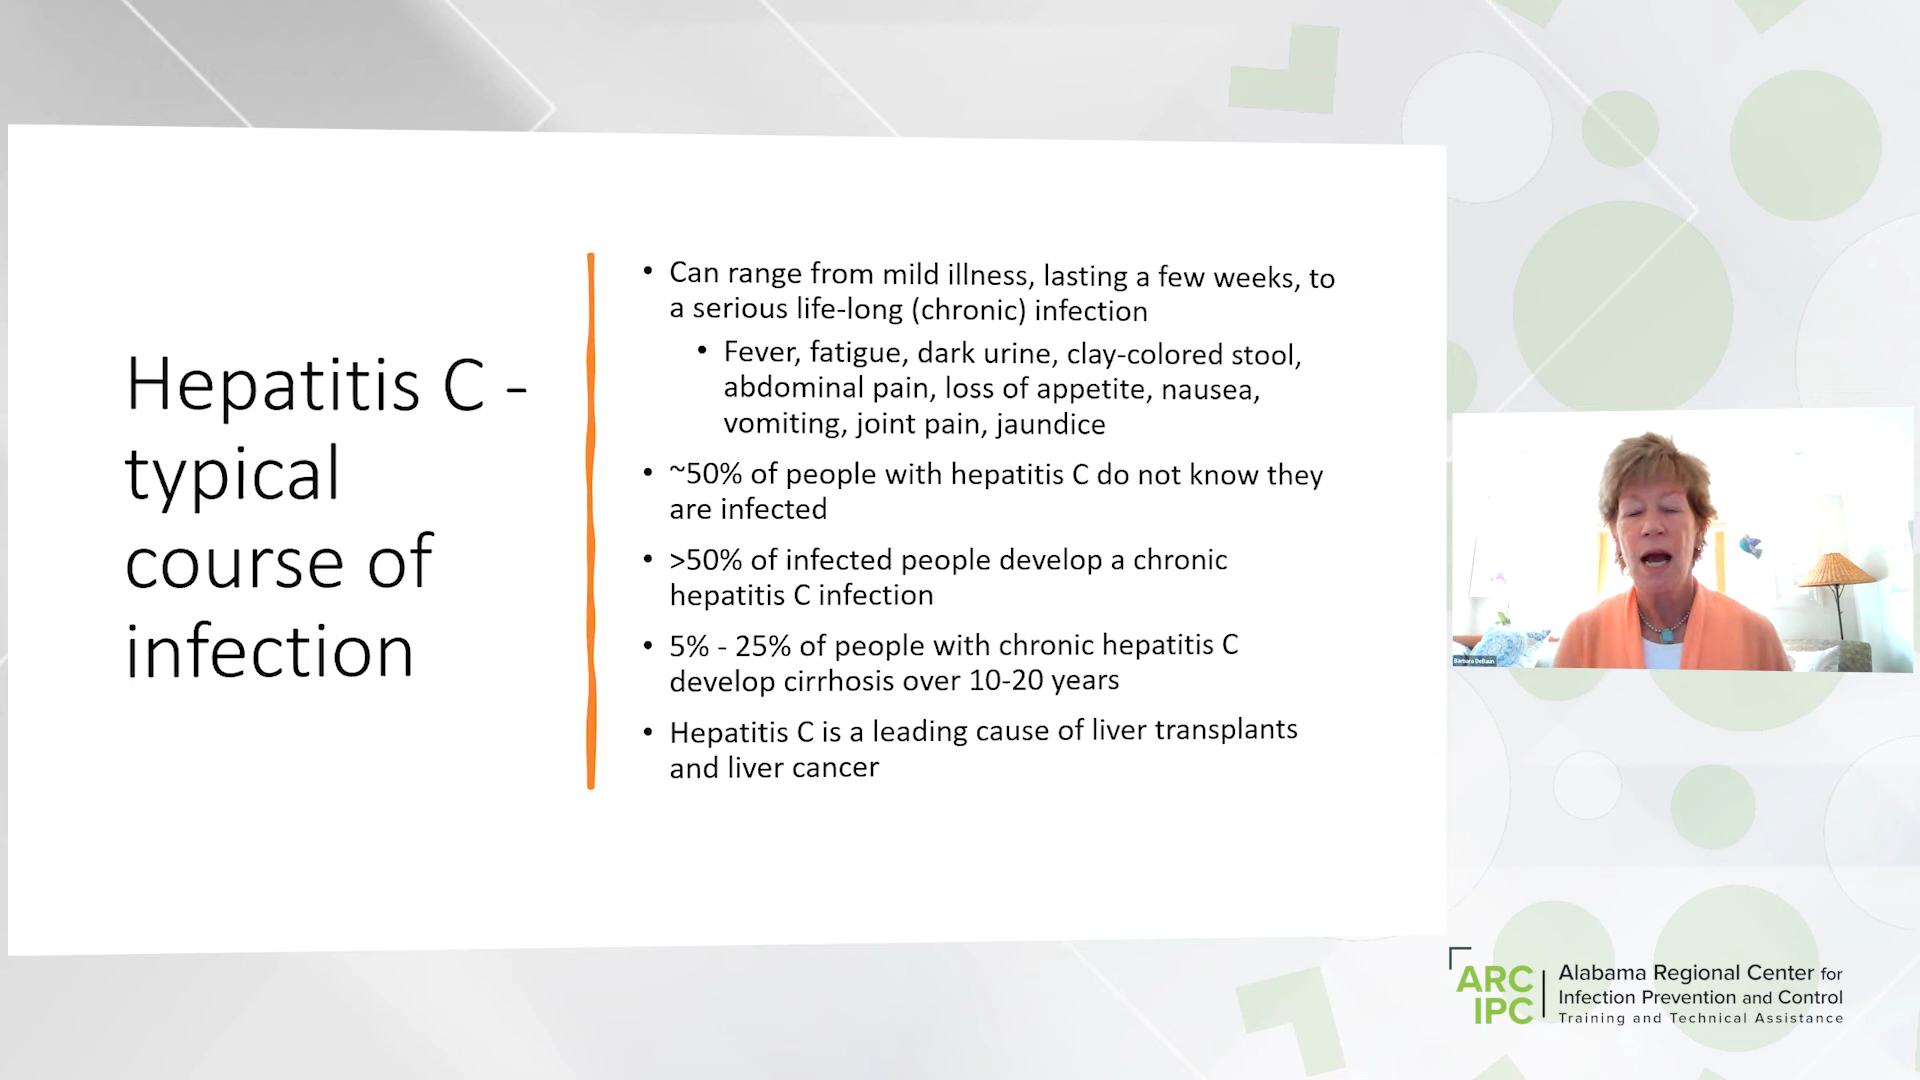 Hepatitis C -
typical
course of
infection
• Can range from mild illness, lasting a few weeks, to
a serious life-long (chronic) infection
• Fever, fatigue, dark urine, clay-colored stool,
abdominal pain, loss of appetite, nausea,
vomiting, joint pain, jaundice
• ~50% of people with hepatitis C do not know they
are infected
• >50% of infected people develop a chronic
hepatitis C infection
• 5% - 25% of people with chronic hepatitis C
develop cirrhosis over 10-20 years
• Hepatitis C is a leading cause of liver transplants
and liver cancer
Barbara DeBaun
ARC
IPC
Alabama Regional Center for
Infection Prevention and Control
Training and Technical Assistance